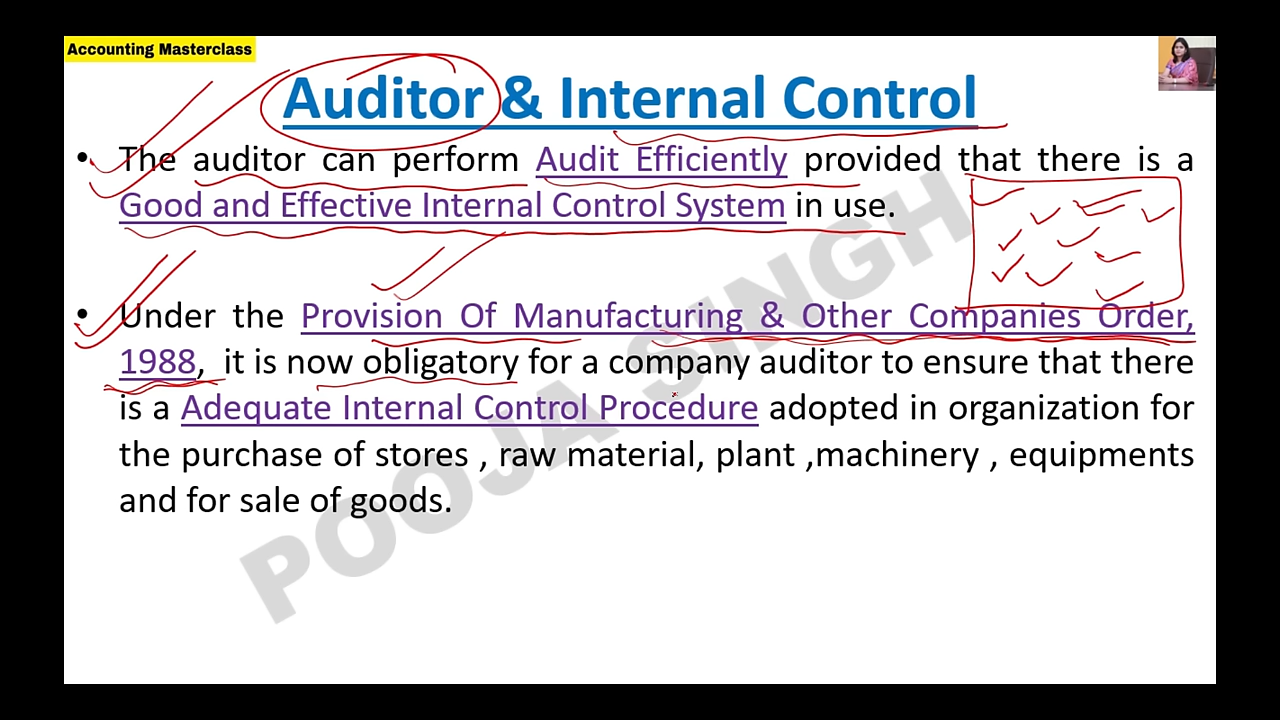 Accounting Masterclass
Auditor & Internal Control
• The auditor can perform Audit Efficiently provided that there is a
Good and Effective Internal Control System in use.
• Under the Provision Of Manufacturing & Other Companies Order,
1988, it is now obligatory for a company auditor to ensure that there
is a Adequate Internal Control Procedure adopted in organization for
the purchase of stores , raw material, plant ,machinery , equipments
and for sale of goods.
POOJA SINGH